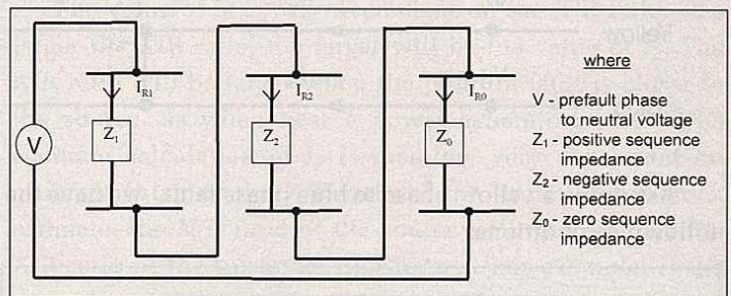 V
Z1
IR1
Z2
IR2
Z0
IR0
where
V - prefault phase
to neutral voltage
Z1 - positive sequence
impedance
Z2 - negative sequence
impedance
Z0 - zero sequence
impedance